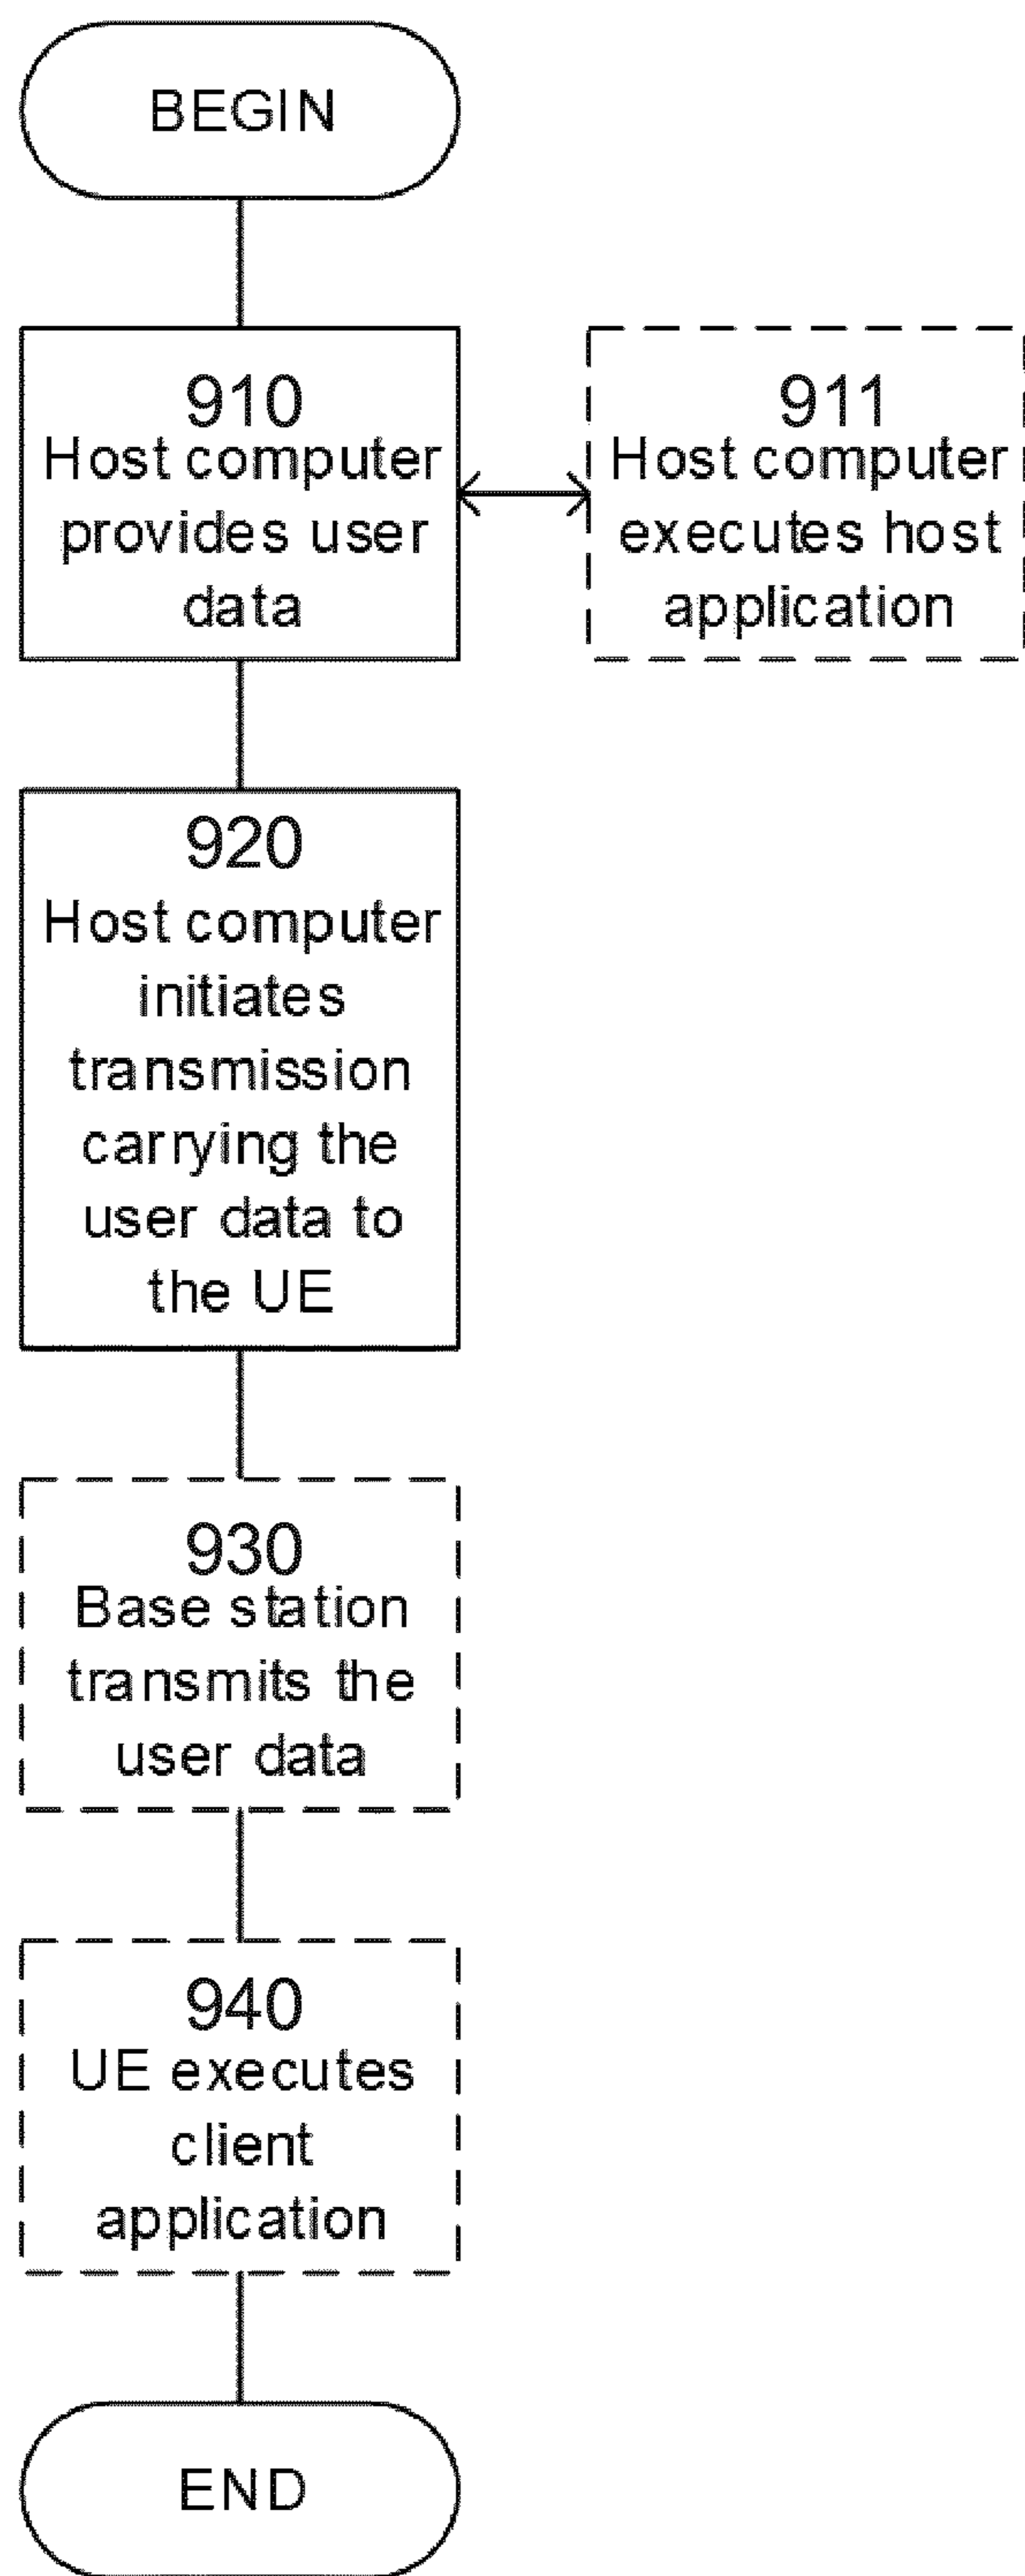 BEGIN
910
Host computer
provides user
data
911
Host computer
executes host
application
920
Host computer
initiates
transmission
carrying the
user data to
the UE
930
Base station
transmits the
user data
940
UE executes
client
application
END